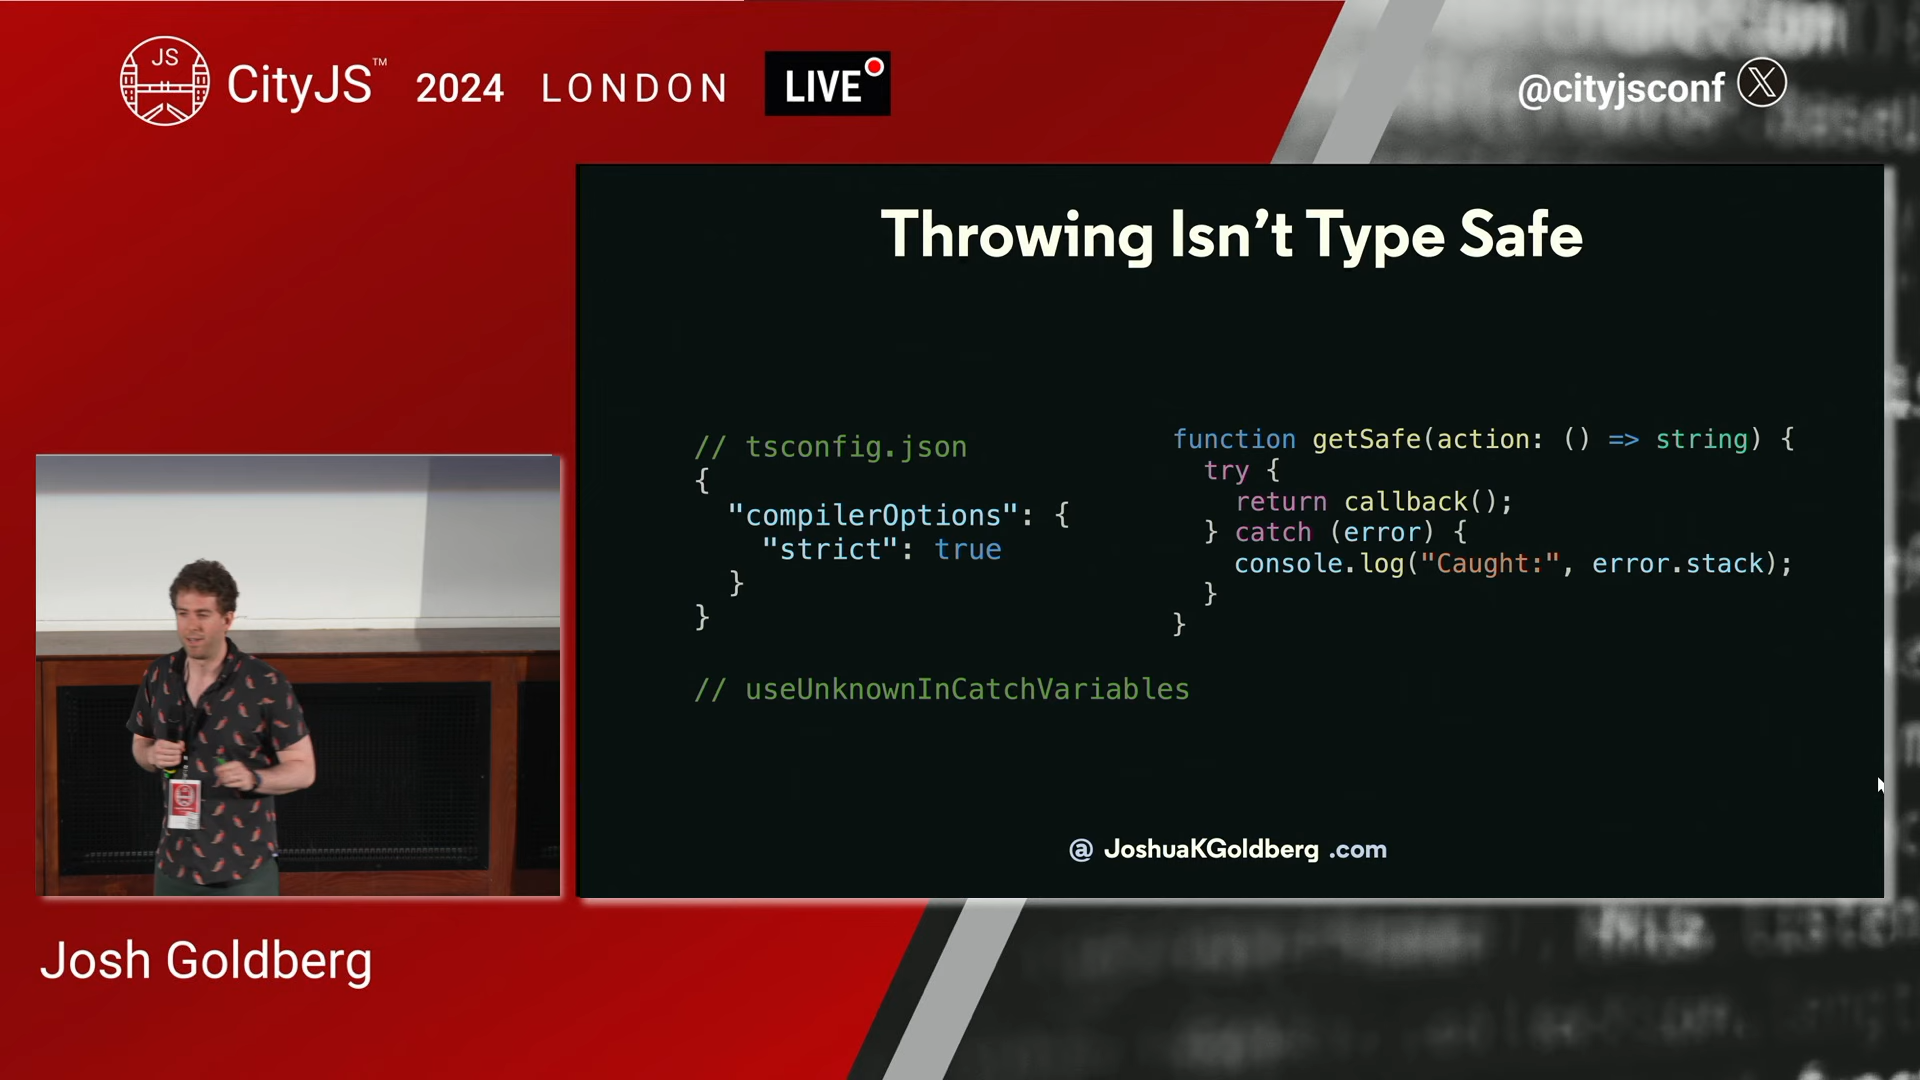 JS
CityJS™ 2024 LONDON LIVE
@cityjsconf X
Throwing Isn’t Type Safe
// tsconfig.json
{
  "compilerOptions": {
    "strict": true
  }
}
// useUnknownInCatchVariables
function getSafe(action: () => string) {
  try {
    return callback();
  } catch (error) {
    console.log("Caught:", error.stack);
  }
}
@ JoshuaKGoldberg .com
Josh Goldberg